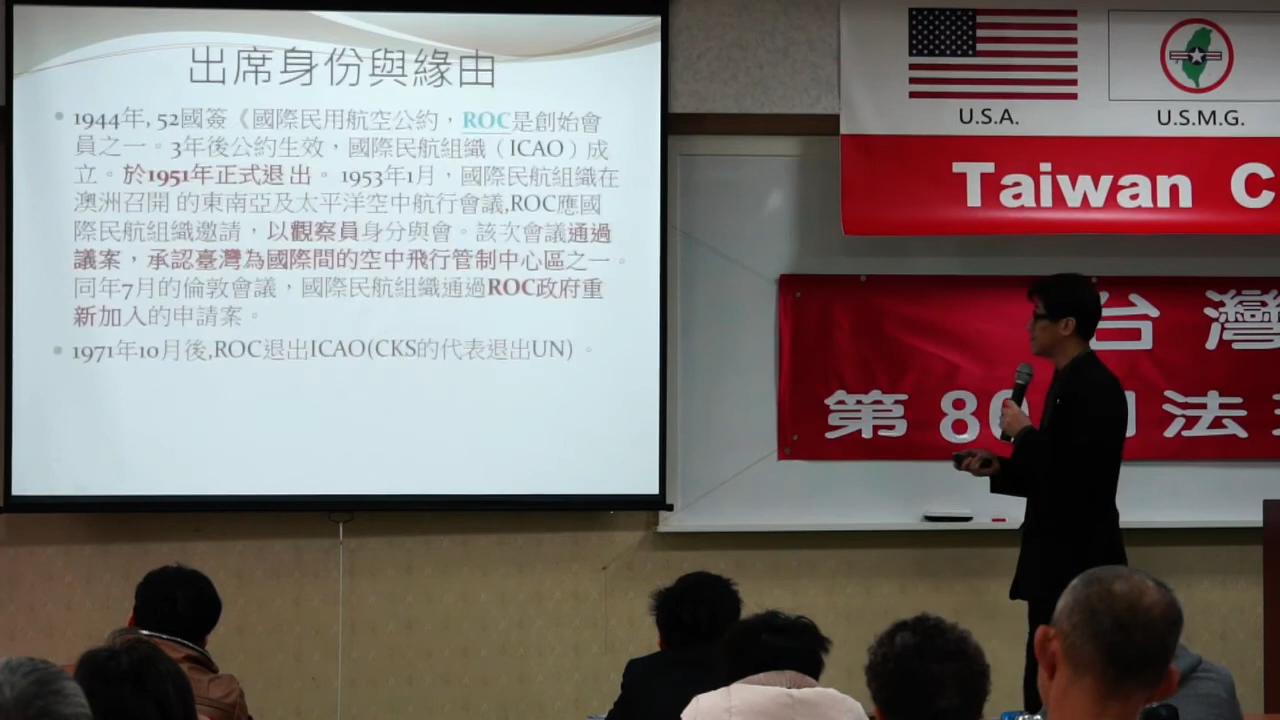 出席身份與緣由
• 1944年, 52國簽《國際民用航空公約，ROC是創始會
員之一。3年後公約生效，國際民航組織（ICAO）成
立。於1951年正式退 出。 1953年1月，國際民航組織在
澳洲召開 的東南亞及太平洋空中航行會議,ROC應國
際民航組織邀請，以觀察員身分與會。該次會議通過
議案，承認臺灣為國際間的空中飛行管制中心區之一。
同年7月的倫敦會議，國際民航組織通過ROC政府重
新加入的申請案。
• 1971年10月後,ROC退出ICAO(CKS的代表退出UN) 。
U.S.A.
U.S.M.G.
Taiwan C
台灣
第 80 法